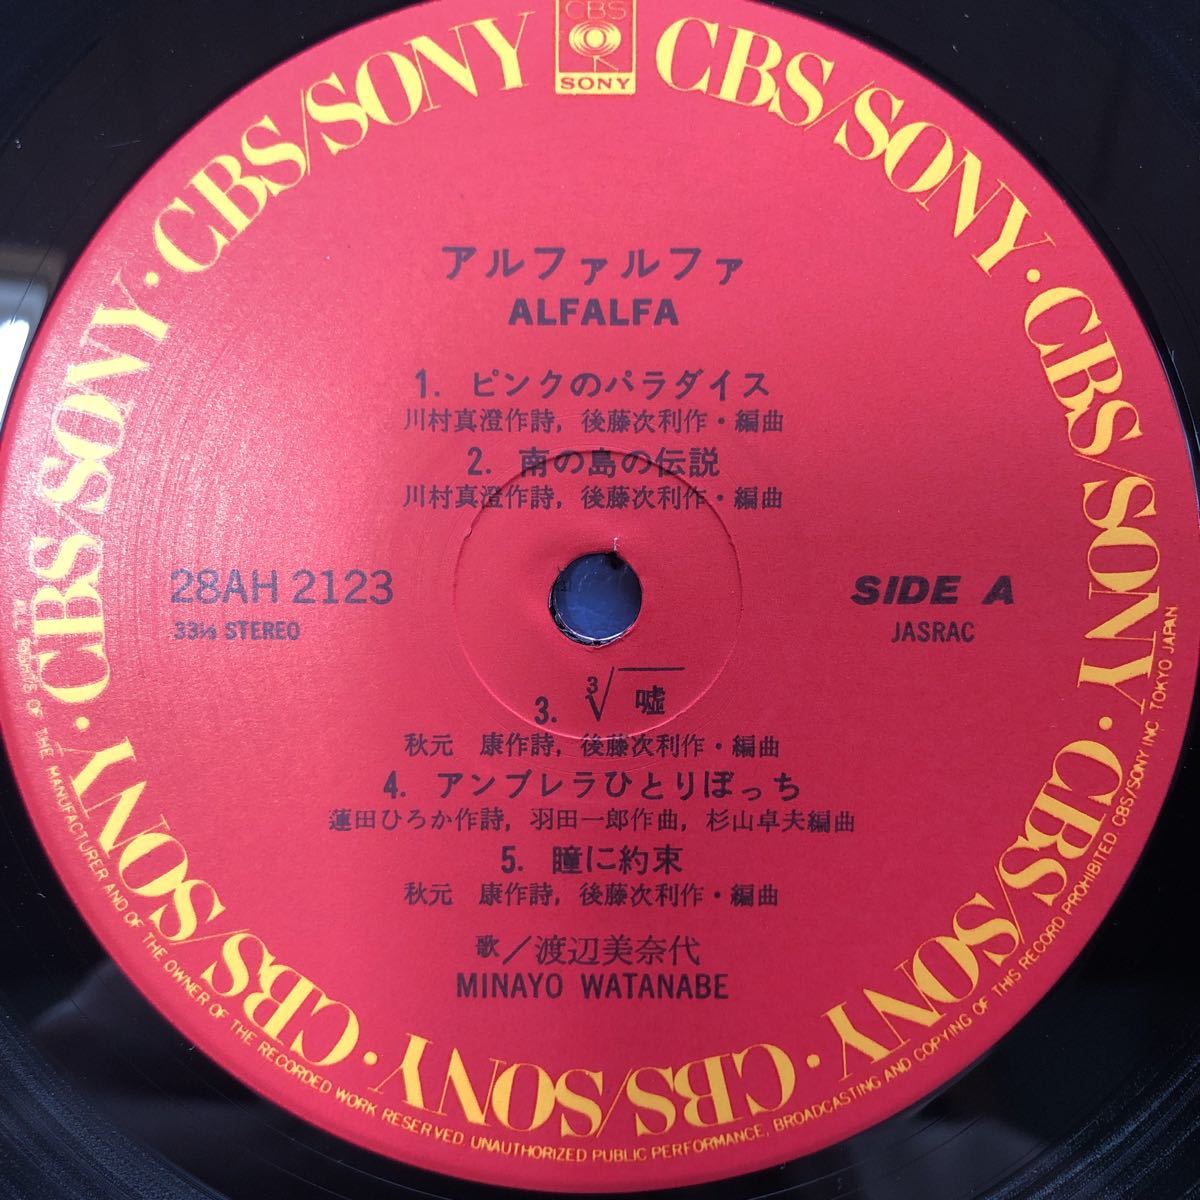 CBS
SONY
CBS/SONY · CBS/SONY · CBS/SONY · CBS/SONY · CBS/SONY · CBS/SONY · CBS/SONY · CBS/SONY
アルファルファ
ALFALFA
1. ピンクのパラダイス
川村真澄作詩, 後藤次利作・編曲
2. 南の島の伝説
川村真澄作詩, 後藤次利作・編曲
28AH 2123
33⅓ STEREO
SIDE A
JASRAC
3. ∛嘘
秋元 康作詩, 後藤次利作・編曲
4. アンブレラひとりぼっち
蓮田ひろか作詩, 羽田一郎作曲, 杉山卓夫編曲
5. 瞳に約束
秋元 康作詩, 後藤次利作・編曲
歌／渡辺美奈代
MINAYO WATANABE
ALL RIGHTS OF THE MANUFACTURER AND OF THE OWNER OF THE RECORDED WORK RESERVED. UNAUTHORIZED PUBLIC PERFORMANCE, BROADCASTING AND COPYING OF THIS RECORD PROHIBITED. CBS/SONY INC. TOKYO JAPAN